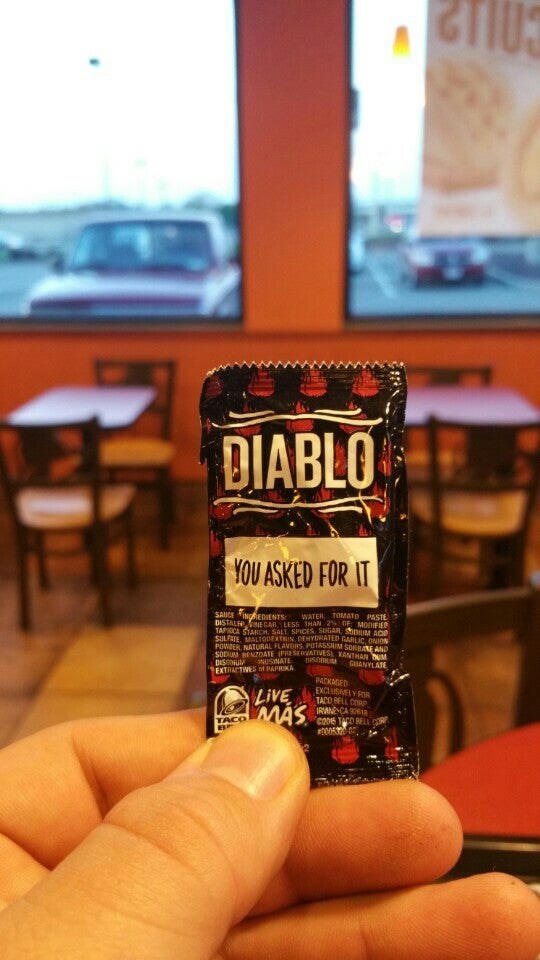 CUITS
DIABLO
YOU ASKED FOR IT
SAUCE INGREDIENTS: WATER, TOMATO PASTE,
DISTILLED VINEGAR, LESS THAN 2% OF: MODIFIED
TAPIOCA STARCH, SALT, SPICES, SUGAR, SODIUM ACID
SULFATE, MALTODEXTRIN, DEHYDRATED GARLIC, ONION
POWDER, NATURAL FLAVORS, POTASSIUM SORBATE AND
SODIUM BENZOATE (PRESERVATIVES), XANTHAN GUM,
DISODIUM INOSINATE, DISODIUM GUANYLATE,
EXTRACTIVES of PAPRIKA.
TACO
LIVE
MÁS
PACKAGED
EXCLUSIVELY FOR
TACO BELL CORP.
IRVINE, CA 92618
TACO BELL CORP.